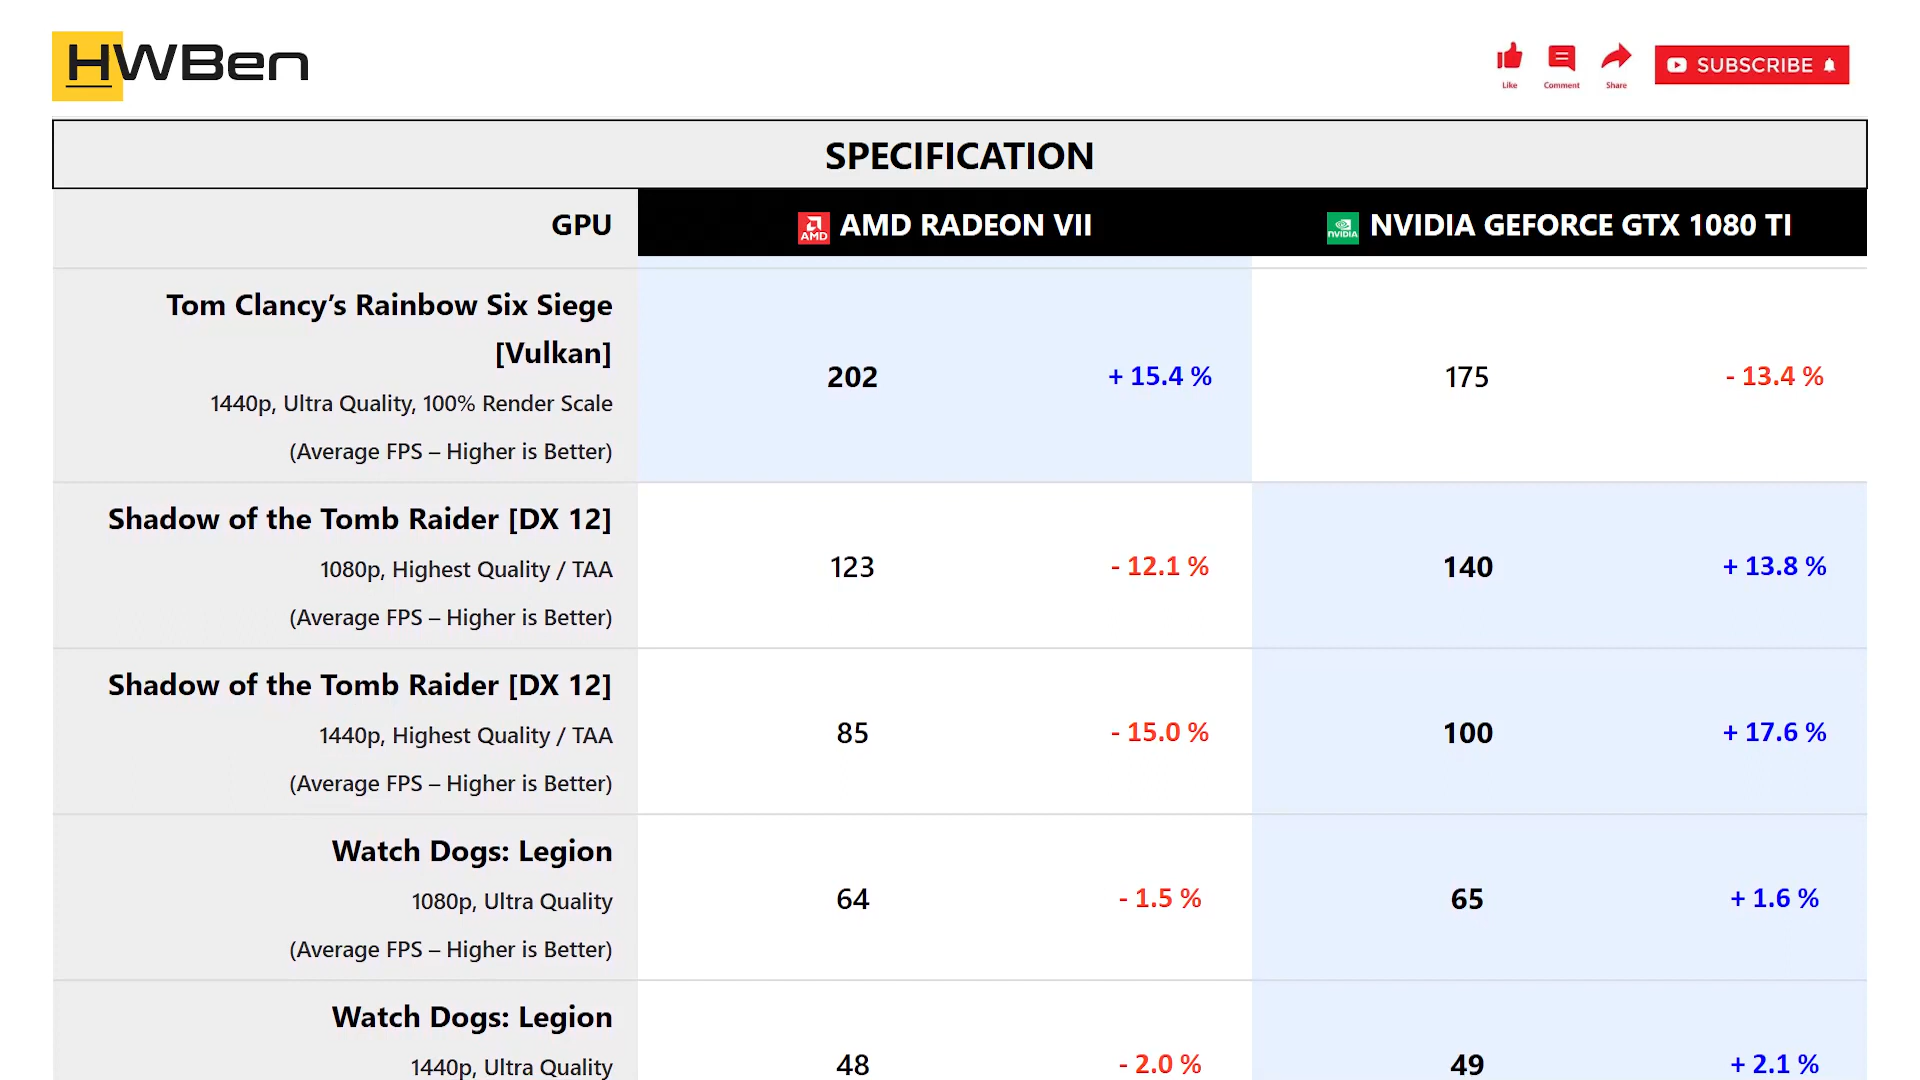 HWBen
Like
Comment
Share
SUBSCRIBE
SPECIFICATION
GPU
AMD
AMD RADEON VII
NVIDIA
NVIDIA GEFORCE GTX 1080 TI
Tom Clancy’s Rainbow Six Siege
[Vulkan]
1440p, Ultra Quality, 100% Render Scale
(Average FPS – Higher is Better)
202
+ 15.4 %
175
- 13.4 %
Shadow of the Tomb Raider [DX 12]
1080p, Highest Quality / TAA
(Average FPS – Higher is Better)
123
- 12.1 %
140
+ 13.8 %
Shadow of the Tomb Raider [DX 12]
1440p, Highest Quality / TAA
(Average FPS – Higher is Better)
85
- 15.0 %
100
+ 17.6 %
Watch Dogs: Legion
1080p, Ultra Quality
(Average FPS – Higher is Better)
64
- 1.5 %
65
+ 1.6 %
Watch Dogs: Legion
1440p, Ultra Quality
48
- 2.0 %
49
+ 2.1 %